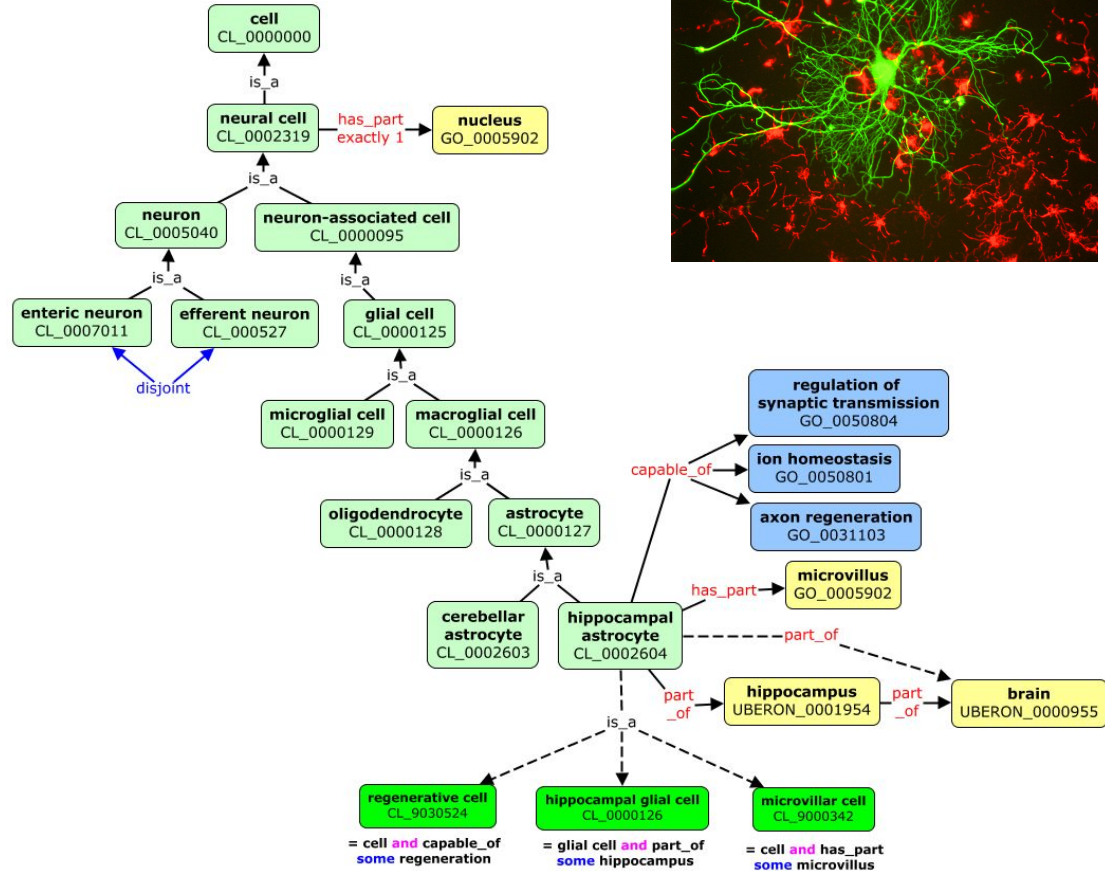 cell
CL_0000000
is_a
neural cell
CL_0002319
has_part
exactly 1
nucleus
GO_0005902
is_a
neuron
CL_0005040
neuron-associated cell
CL_0000095
is_a
is_a
enteric neuron
CL_0007011
efferent neuron
CL_000527
glial cell
CL_0000125
disjoint
is_a
microglial cell
CL_0000129
macroglial cell
CL_0000126
regulation of
synaptic transmission
GO_0050804
capable_of
ion homeostasis
GO_0050801
is_a
oligodendrocyte
CL_0000128
astrocyte
CL_0000127
axon regeneration
GO_0031103
is_a
microvillus
GO_0005902
has_part
cerebellar
astrocyte
CL_0002603
hippocampal
astrocyte
CL_0002604
part_of
part
_of
hippocampus
UBERON_0001954
part
_of
brain
UBERON_0000955
is_a
regenerative cell
CL_9030524
= cell and capable_of
some regeneration
hippocampal glial cell
CL_0000126
= glial cell and part_of
some hippocampus
microvillar cell
CL_9000342
= cell and has_part
some microvillus